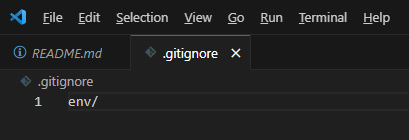 File Edit Selection View Go Run Terminal Help
README.md .gitignore
.gitignore
1 env/